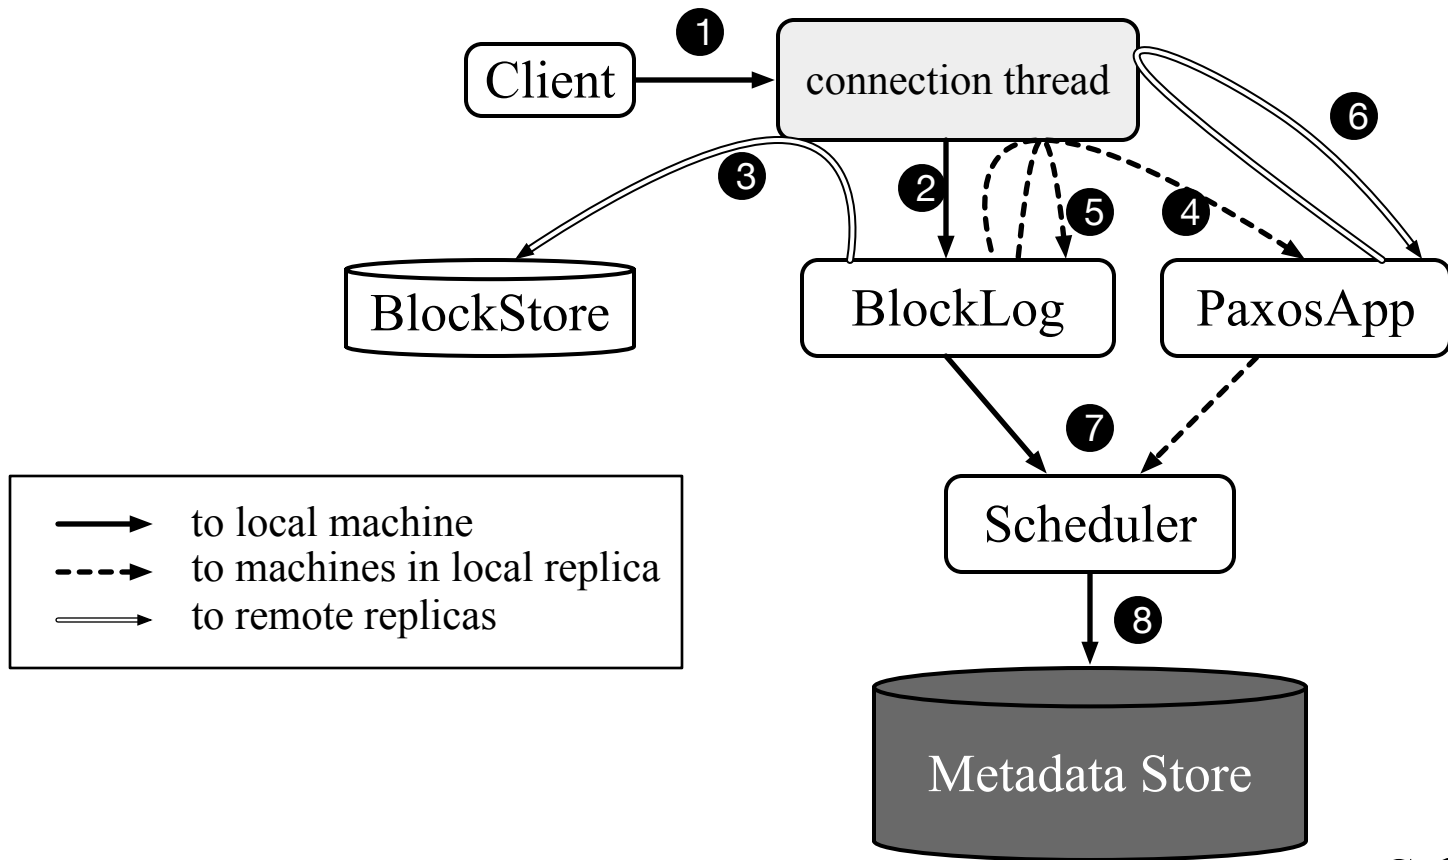 1
Client
connection thread
6
3
2
5
4
BlockStore
BlockLog
PaxosApp
7
to local machine
to machines in local replica
to remote replicas
Scheduler
8
Metadata Store